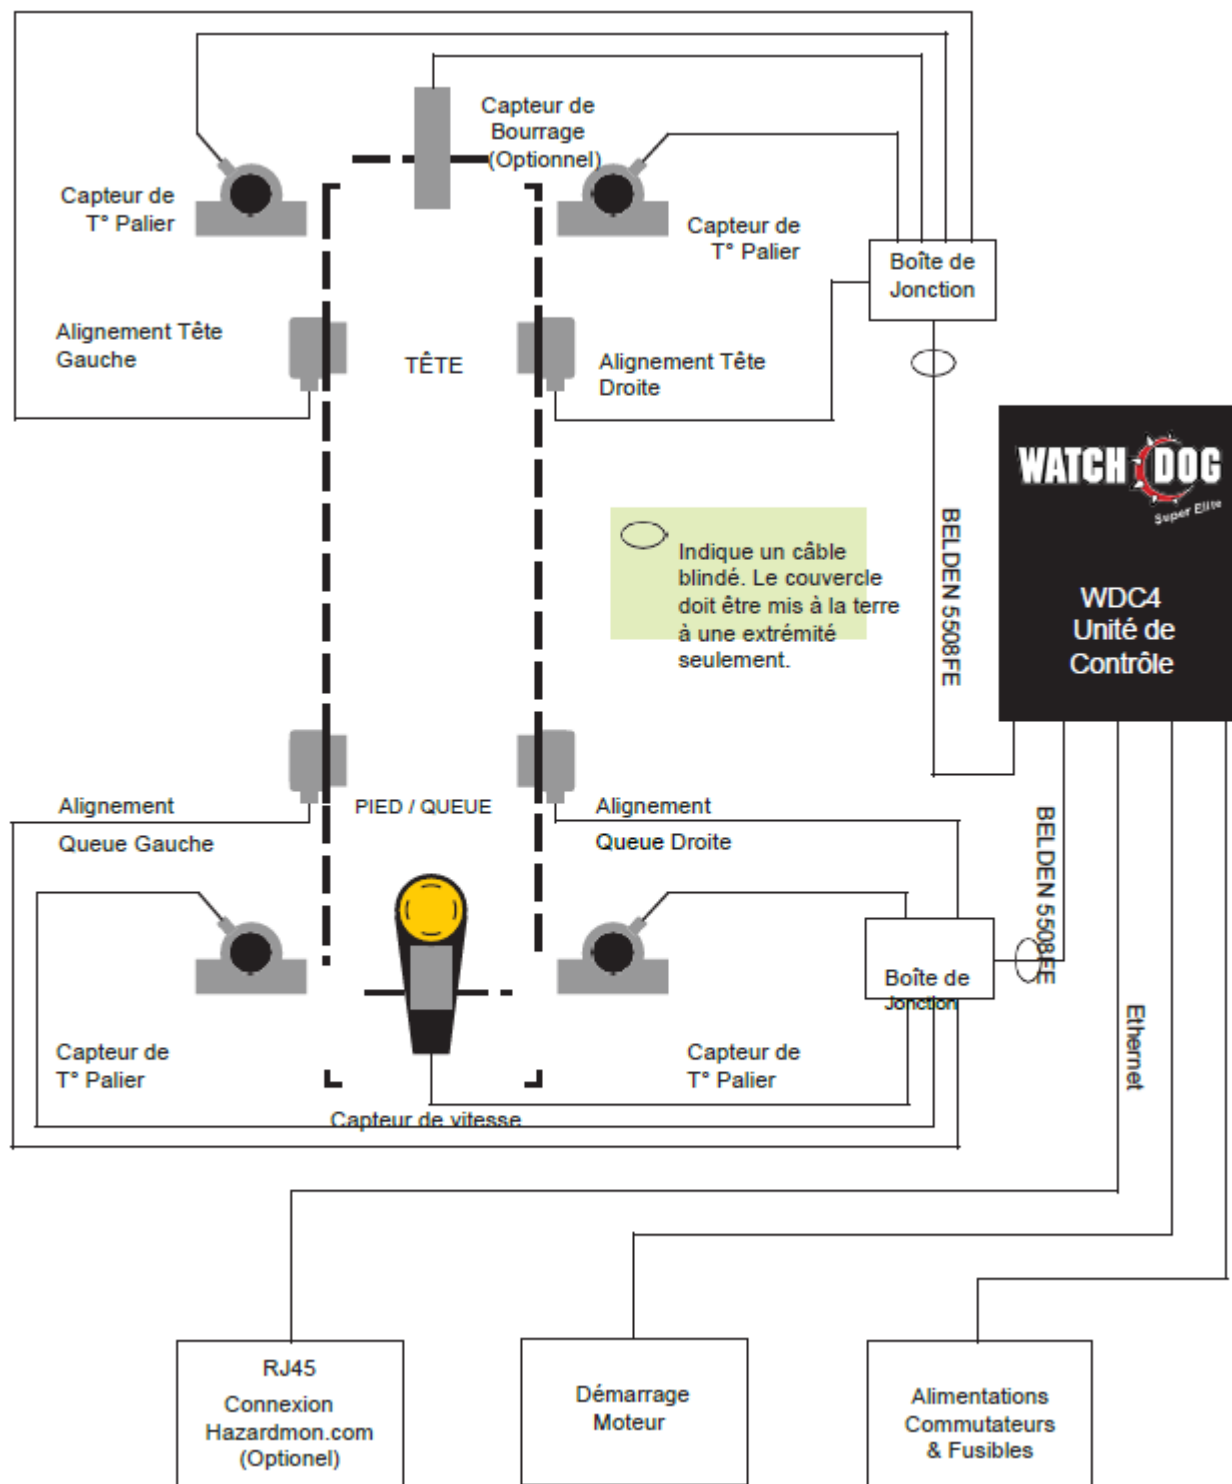 Capteur de
Bourrage
(Optionnel)
Capteur de
T° Palier
Capteur de
T° Palier
Boîte de
Jonction
Alignement Tête
Gauche
TÊTE
Alignement Tête
Droite
WATCHDOG
Super Elite
BELDEN 5508FE
Indique un câble
blindé. Le couvercle
doit être mis à la terre
à une extrémité
seulement.
WDC4
Unité de
Contrôle
Alignement
Queue Gauche
PIED / QUEUE
Alignement
Queue Droite
BELDEN 5508FE
Boîte de
Jonction
Ethernet
Capteur de
T° Palier
Capteur de
T° Palier
Capteur de vitesse
RJ45
Connexion
Hazardmon.com
(Optionel)
Démarrage
Moteur
Alimentations
Commutateurs
& Fusibles